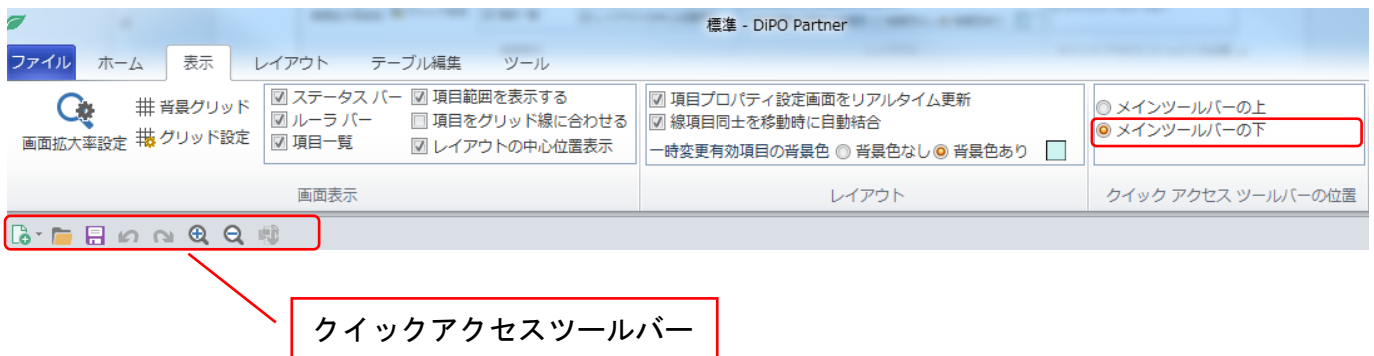 標準 - DiPO Partner
ファイル ホーム 表示 レイアウト テーブル編集 ツール
画面拡大率設定
背景グリッド
グリッド設定
ステータス バー
ルーラ バー
項目一覧
項目範囲を表示する
項目をグリッド線に合わせる
レイアウトの中心位置表示
画面表示
項目プロパティ設定画面をリアルタイム更新
線項目同士を移動時に自動結合
一時変更有効項目の背景色 背景色なし 背景色あり
レイアウト
メインツールバーの上
メインツールバーの下
クイック アクセス ツールバーの位置
クイックアクセスツールバー